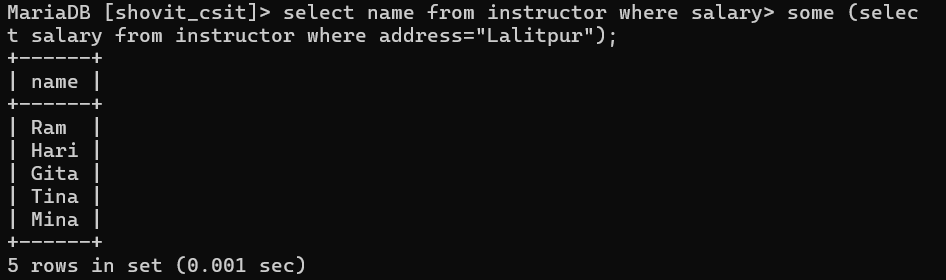 MariaDB [shovit_csit]> select name from instructor where salary> some (selec
t salary from instructor where address="Lalitpur");
+------+
| name |
+------+
| Ram  |
| Hari |
| Gita |
| Tina |
| Mina |
+------+
5 rows in set (0.001 sec)